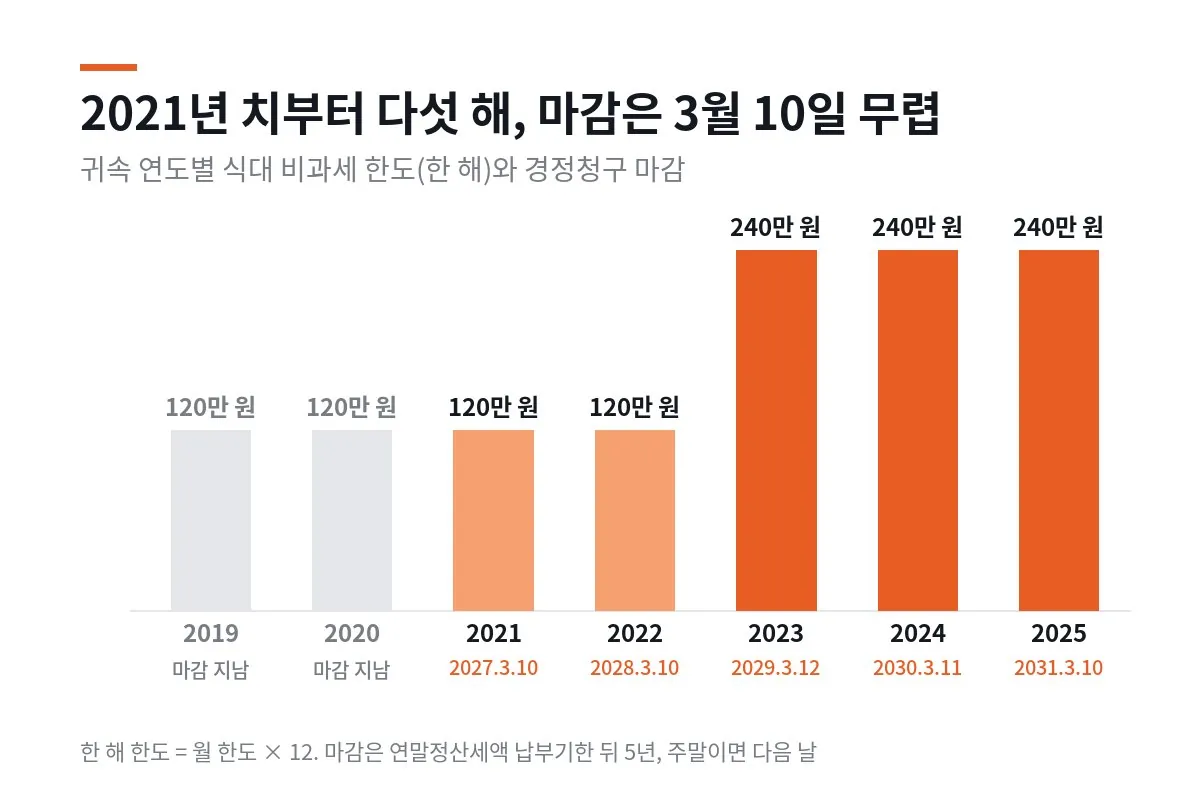 2021년 치부터 다섯 해, 마감은 3월 10일 무렵
귀속 연도별 식대 비과세 한도(한 해)와 경정청구 마감
240만 원 240만 원 240만 원
120만 원 120만 원 120만 원 120만 원
2019 2020 2021 2022 2023 2024 2025
마감 지남 마감 지남 2027.3.10 2028.3.10 2029.3.12 2030.3.11 2031.3.10
한 해 한도 = 월 한도 × 12. 마감은 연말정산세액 납부기한 뒤 5년, 주말이면 다음 날